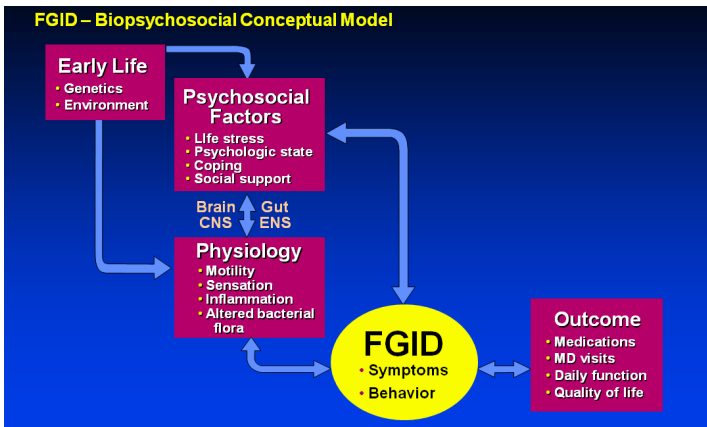 FGID – Biopsychosocial Conceptual Model
Early Life
• Genetics
• Environment
Psychosocial
Factors
• LIfe stress
• Psychologic state
• Coping
• Social support
Brain Gut
CNS ENS
Physiology
• Motility
• Sensation
• Inflammation
• Altered bacterial
flora
FGID
• Symptoms
• Behavior
Outcome
• Medications
• MD visits
• Daily function
• Quality of life